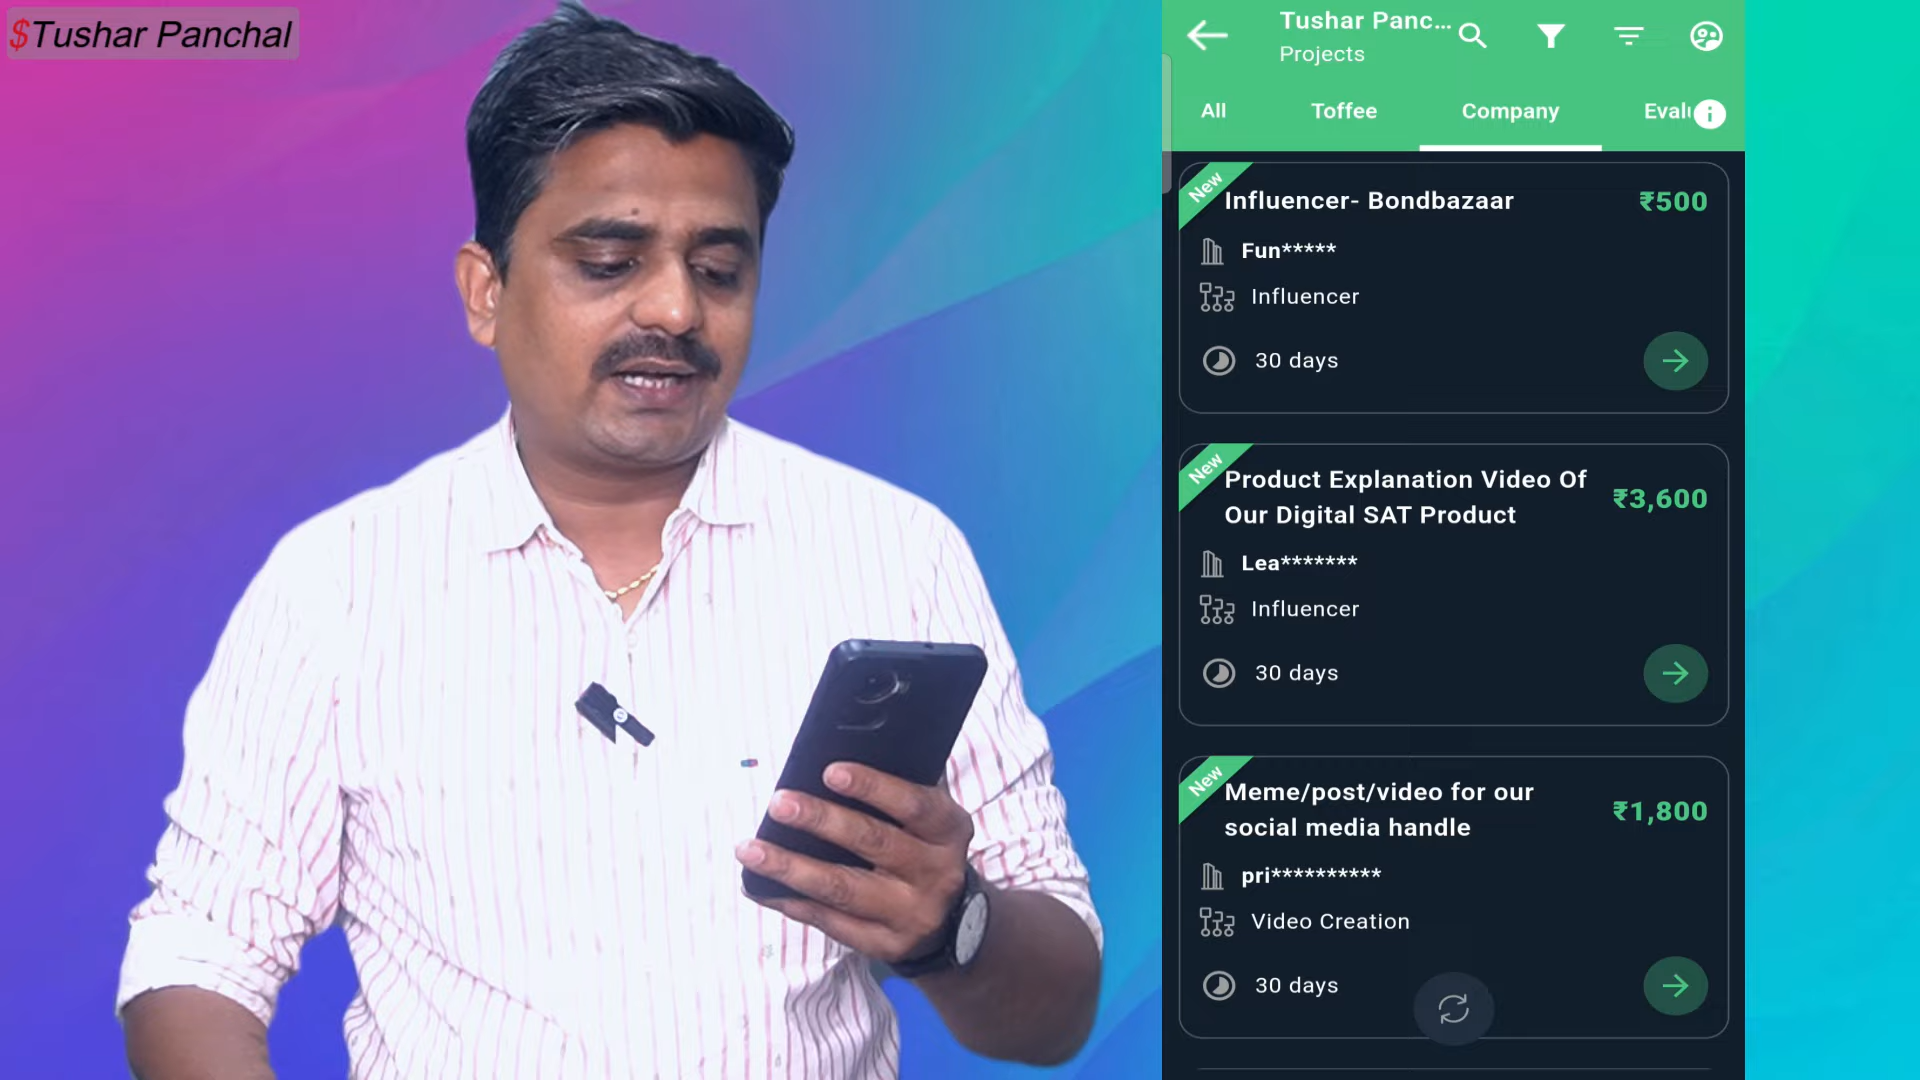 $Tushar Panchal
Tushar Panc...
Projects
All
Toffee
Company
Eval
New
Influencer- Bondbazaar
₹500
Fun*****
Influencer
30 days
New
Product Explanation Video Of
Our Digital SAT Product
₹3,600
Lea*******
Influencer
30 days
New
Meme/post/video for our
social media handle
₹1,800
pri**********
Video Creation
30 days